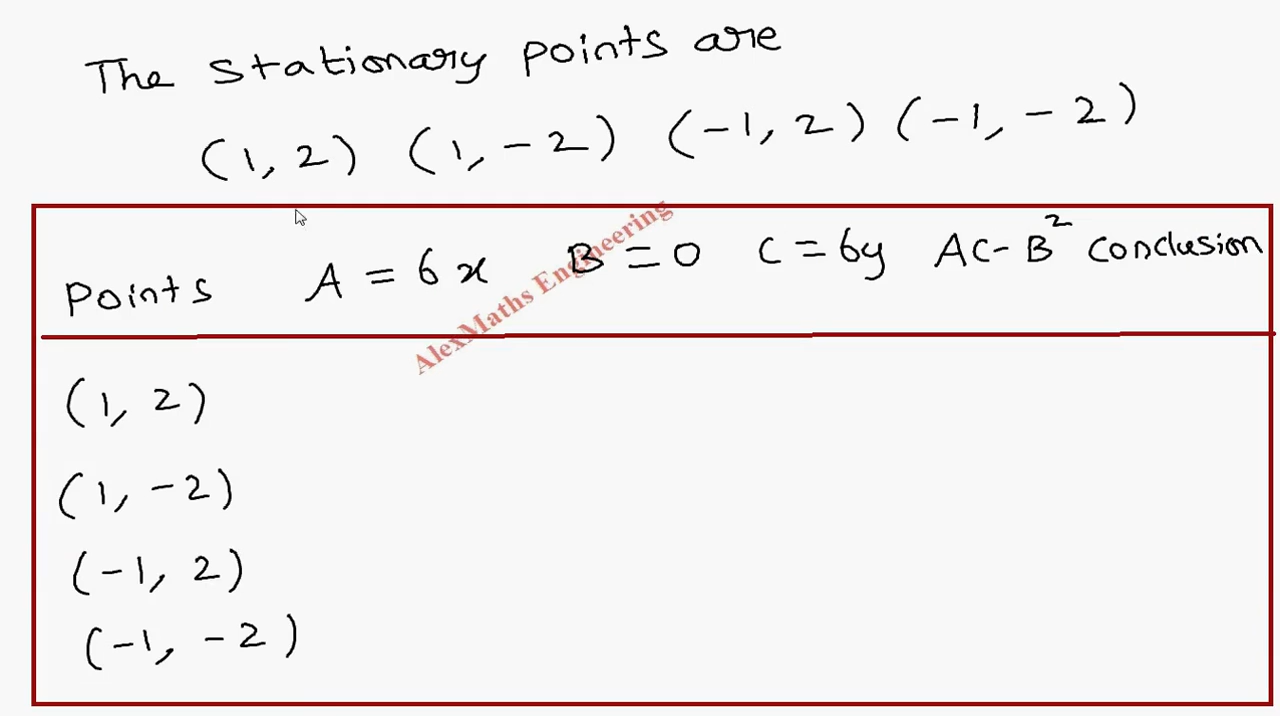 The stationary points are
(1, 2) (1, -2) (-1, 2) (-1, -2)
Points A = 6x B = 0 C = 6y AC-B² conclusion
AlexMaths Engineering
(1, 2)
(1, -2)
(-1, 2)
(-1, -2)